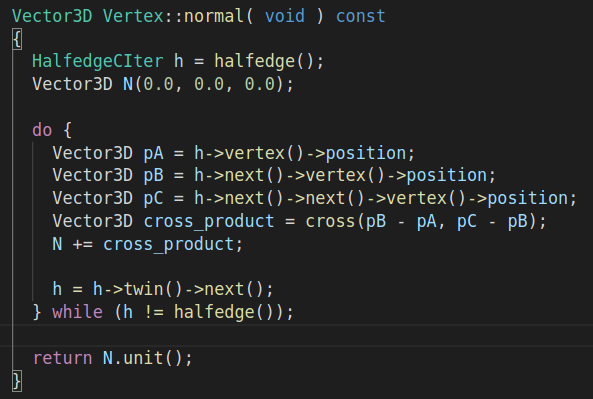 Vector3D Vertex::normal( void ) const
{
HalfedgeCIter h = halfedge();
Vector3D N(0.0, 0.0, 0.0);
do {
Vector3D pA = h->vertex()->position;
Vector3D pB = h->next()->vertex()->position;
Vector3D pC = h->next()->next()->vertex()->position;
Vector3D cross_product = cross(pB - pA, pC - pB);
N += cross_product;
h = h->twin()->next();
} while (h != halfedge());
return N.unit();
}